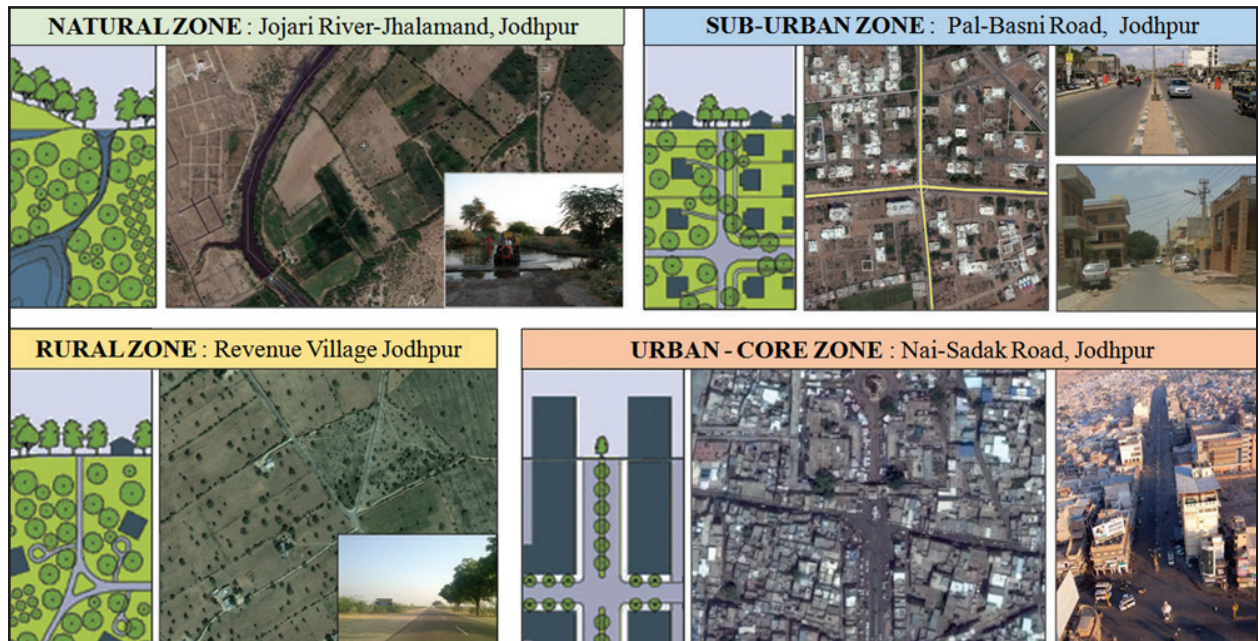 NATURAL ZONE : Jojari River-Jhalamand, Jodhpur
SUB-URBAN ZONE : Pal-Basni Road, Jodhpur
RURAL ZONE : Revenue Village Jodhpur
URBAN - CORE ZONE : Nai-Sadak Road, Jodhpur